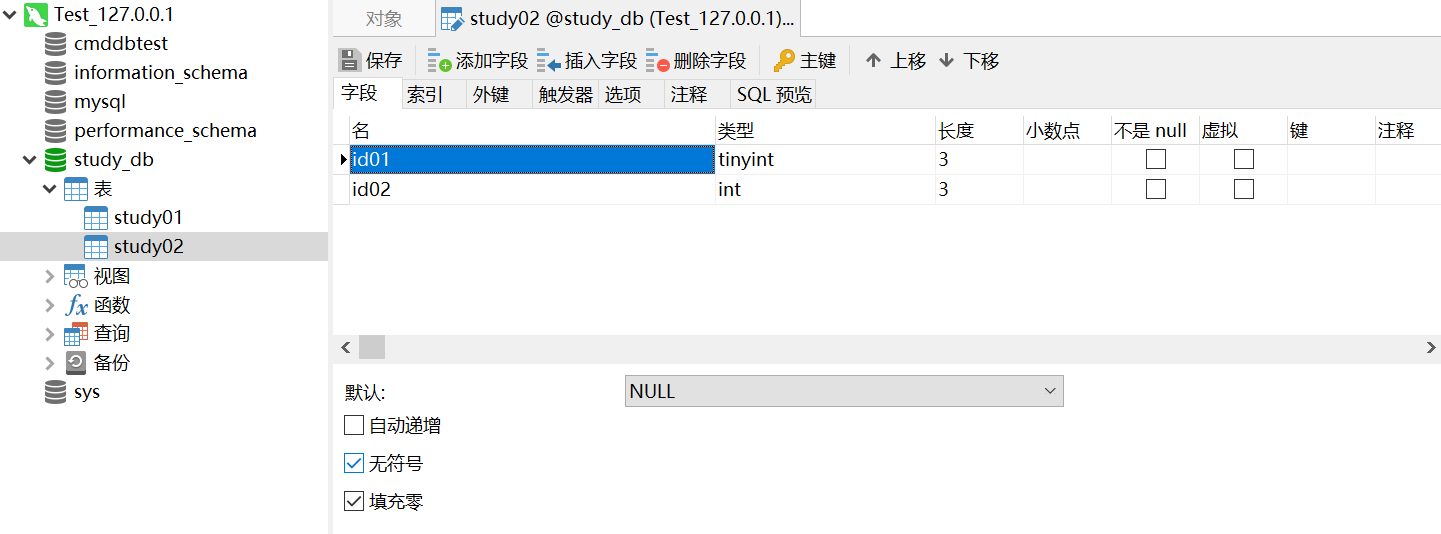 Test_127.0.0.1
cmddbtest
information_schema
mysql
performance_schema
study_db
表
study01
study02
视图
fx 函数
查询
备份
sys
对象 study02 @study_db (Test_127.0.0.1)...
保存 添加字段 插入字段 删除字段 主键 上移 下移
字段 索引 外键 触发器 选项 注释 SQL 预览
名 类型 长度 小数点 不是 null 虚拟 键 注释
id01 tinyint 3
id02 int 3
默认: NULL
自动递增
无符号
填充零